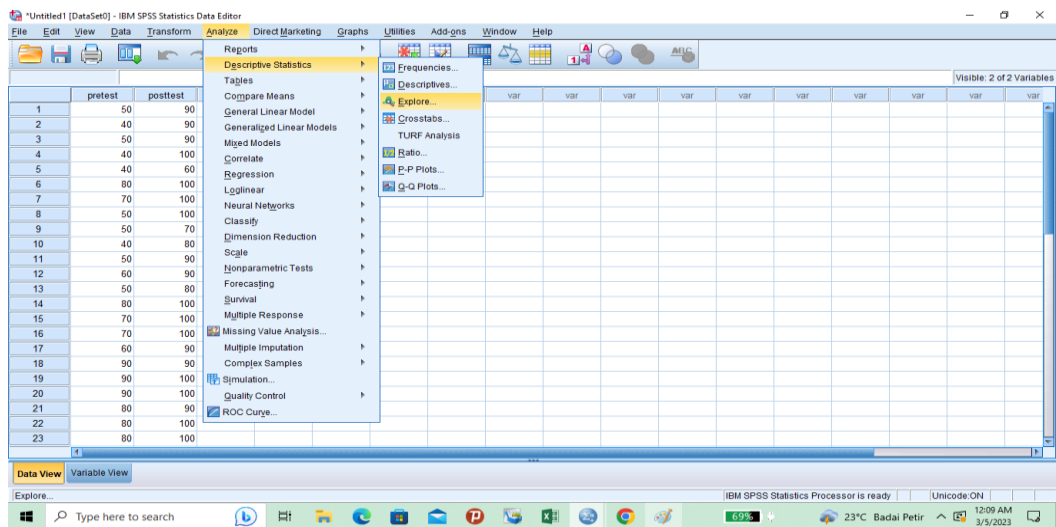 *Untitled1 [DataSet0] - IBM SPSS Statistics Data Editor
File Edit View Data Transform Analyze Direct Marketing Graphs Utilities Add-ons Window Help
Visible: 2 of 2 Variables
Reports
Descriptive Statistics
Tables
Compare Means
General Linear Model
Generalized Linear Models
Mixed Models
Correlate
Regression
Loglinear
Neural Networks
Classify
Dimension Reduction
Scale
Nonparametric Tests
Forecasting
Survival
Multiple Response
Missing Value Analysis...
Multiple Imputation
Complex Samples
Simulation...
Quality Control
ROC Curve...
Frequencies...
Descriptives...
Explore...
Crosstabs...
TURF Analysis
Ratio...
P-P Plots...
Q-Q Plots...
pretest posttest var var var var var var var var var var
1 50 90
2 40 90
3 50 90
4 40 100
5 40 60
6 80 100
7 70 100
8 50 100
9 50 70
10 40 80
11 50 90
12 60 90
13 50 80
14 80 100
15 70 100
16 70 100
17 60 90
18 90 90
19 90 100
20 90 100
21 80 90
22 80 100
23 80 100
Data View Variable View
Explore... IBM SPSS Statistics Processor is ready Unicode:ON
Type here to search 69% 23°C Badai Petir 12:09 AM
3/5/2023